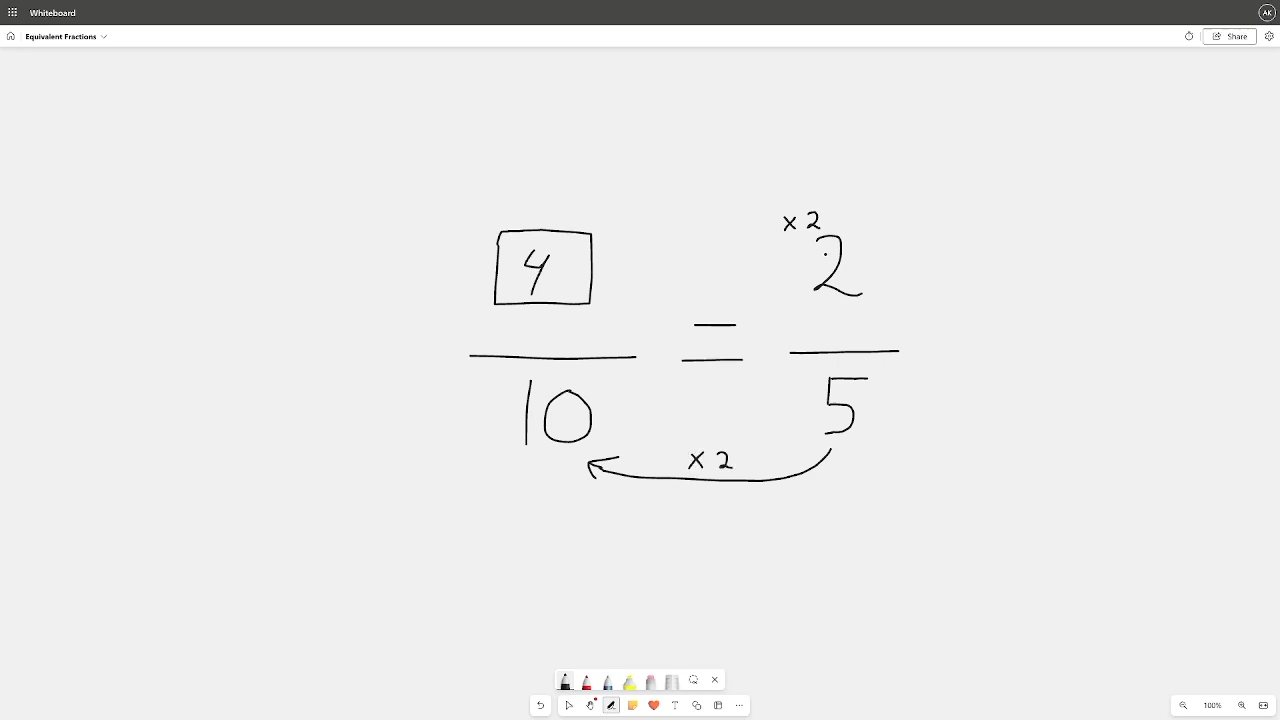 Whiteboard
AK
Equivalent Fractions
Share
x 2
4 = 2
10 5
x 2
100%